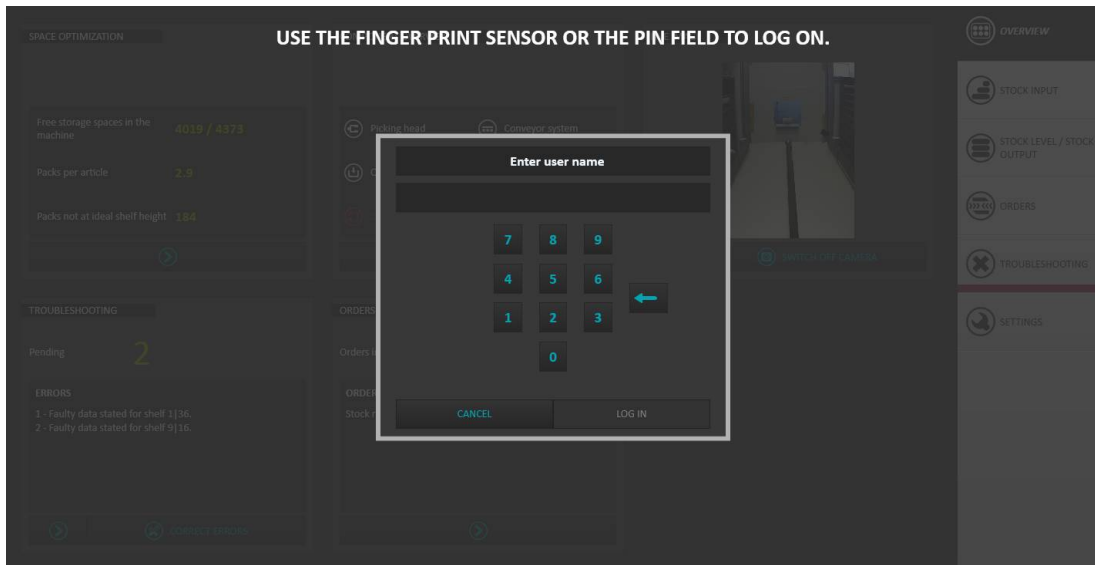 USE THE FINGER PRINT SENSOR OR THE PIN FIELD TO LOG ON.
SPACE OPTIMIZATION
Free storage spaces in the
machine
4019 / 4373
Packs per article
2.9
Packs not at ideal shelf height
184
Picking head
Conveyor system
SWITCH OFF CAMERA
TROUBLESHOOTING
Pending
2
ERRORS
1 - Faulty data stated for shelf 1|36.
2 - Faulty data stated for shelf 9|16.
CORRECT ERRORS
ORDERS
Enter user name
7 8 9
4 5 6
1 2 3
0
CANCEL
LOG IN
OVERVIEW
STOCK INPUT
STOCK LEVEL / STOCK
OUTPUT
ORDERS
TROUBLESHOOTING
SETTINGS